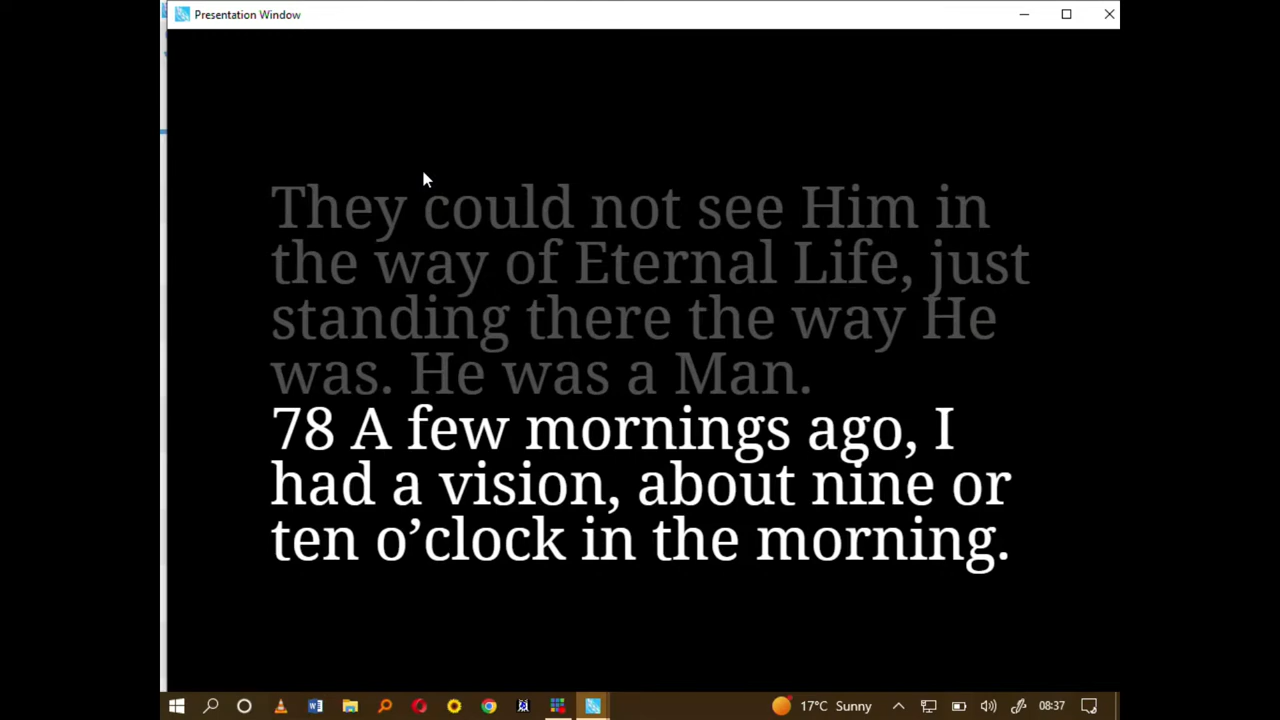 Presentation Window
They could not see Him in
the way of Eternal Life, just
standing there the way He
was. He was a Man.
78 A few mornings ago, I
had a vision, about nine or
ten o’clock in the morning.
17°C Sunny
08:37